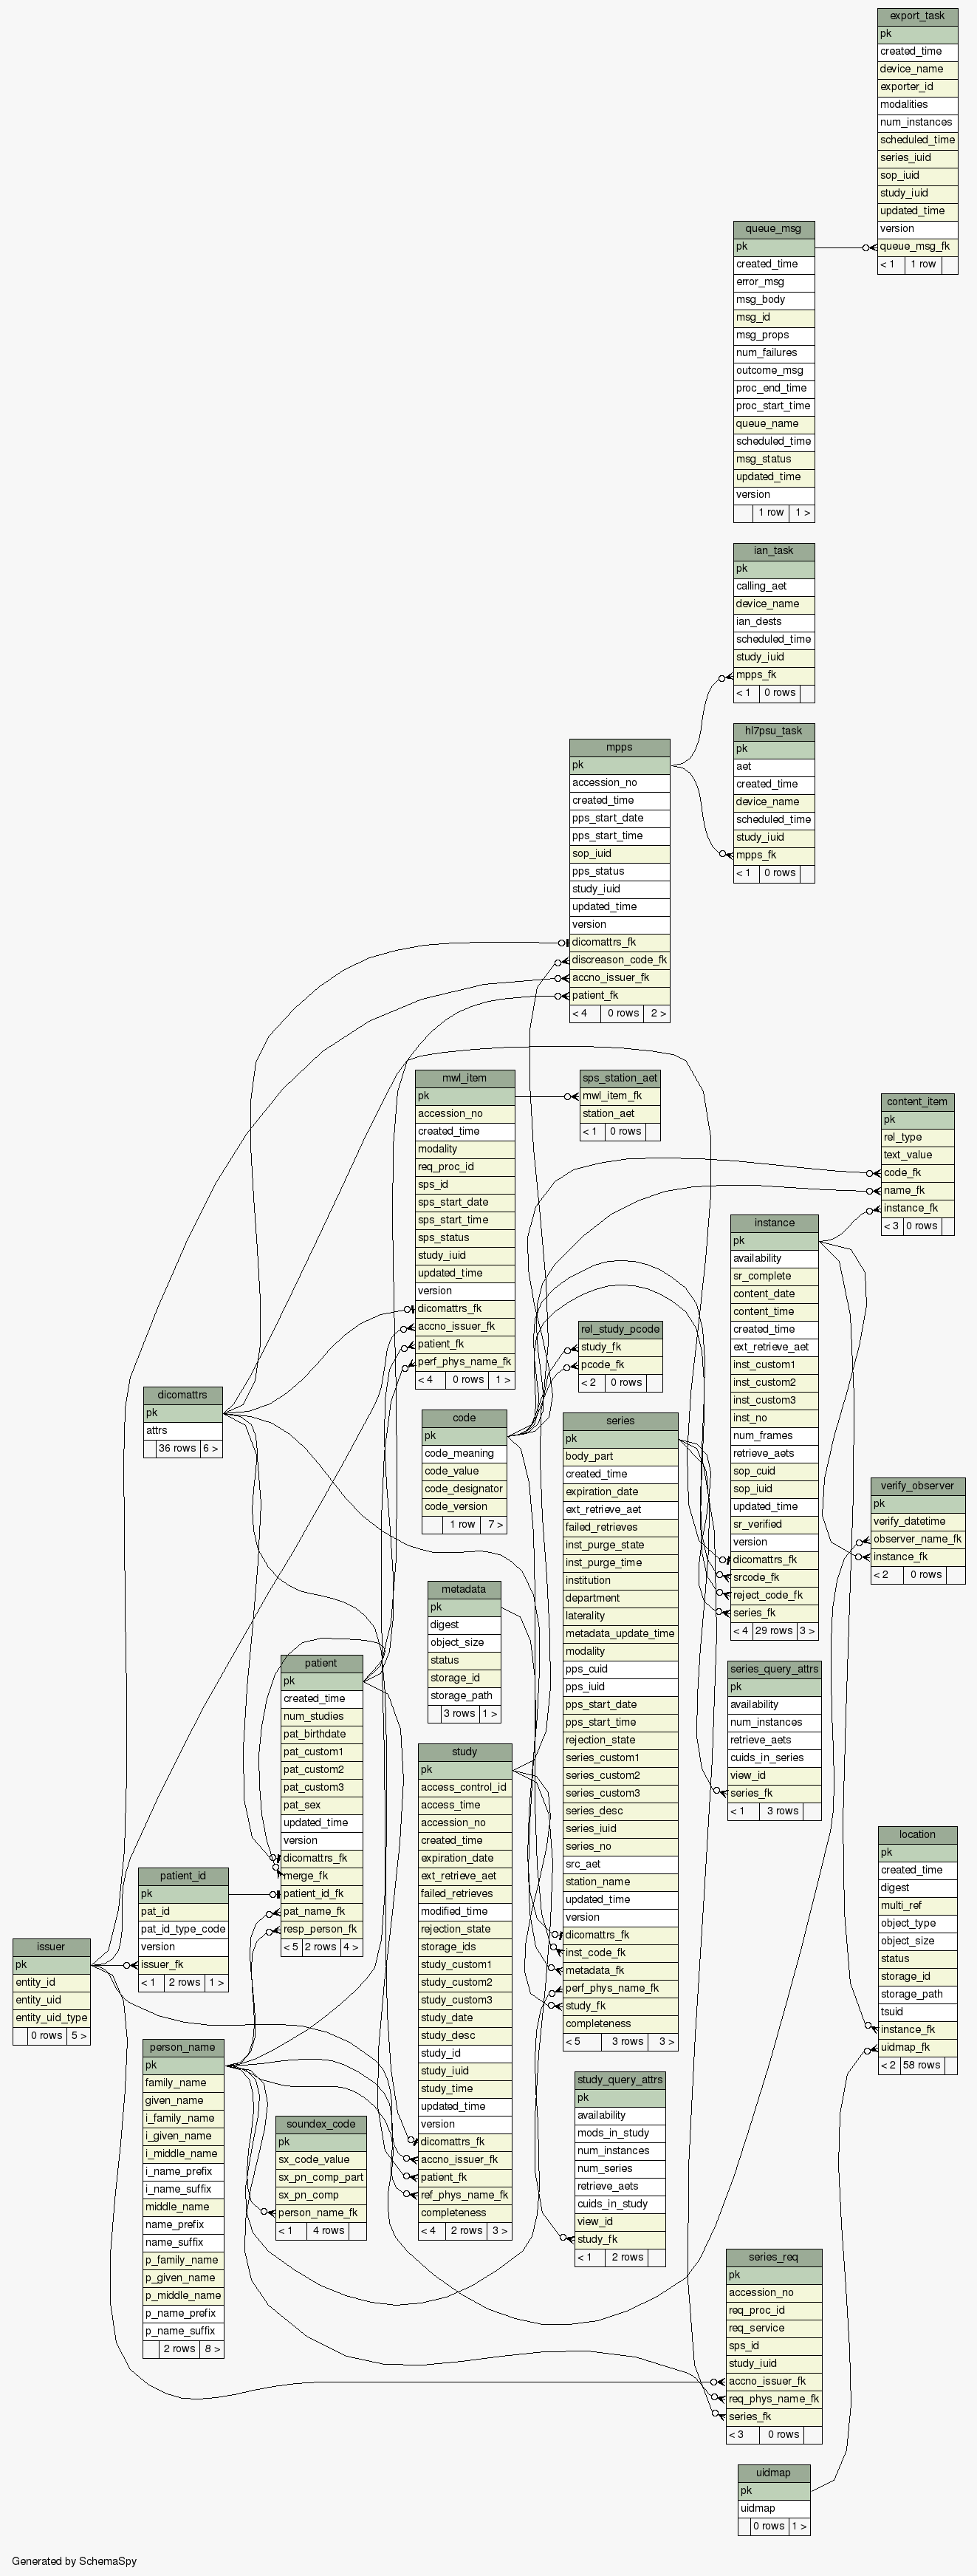 export_task
pk
created_time
device_name
exporter_id
modalities
num_instances
scheduled_time
series_iuid
sop_iuid
study_iuid
updated_time
version
queue_msg_fk
< 1 1 row
queue_msg
pk
created_time
error_msg
msg_body
msg_id
msg_props
num_failures
outcome_msg
proc_end_time
proc_start_time
queue_name
scheduled_time
msg_status
updated_time
version
1 row 1 >
ian_task
pk
calling_aet
device_name
ian_dests
scheduled_time
study_iuid
mpps_fk
< 1 0 rows
hl7psu_task
pk
aet
created_time
device_name
scheduled_time
study_iuid
mpps_fk
< 1 0 rows
mpps
pk
accession_no
created_time
pps_start_date
pps_start_time
sop_iuid
pps_status
study_iuid
updated_time
version
dicomattrs_fk
discreason_code_fk
accno_issuer_fk
patient_fk
< 4 0 rows 2 >
mwl_item
pk
accession_no
created_time
modality
req_proc_id
sps_id
sps_start_date
sps_start_time
sps_status
study_iuid
updated_time
version
dicomattrs_fk
accno_issuer_fk
patient_fk
perf_phys_name_fk
< 4 0 rows 1 >
sps_station_aet
mwl_item_fk
station_aet
< 1 0 rows
content_item
pk
rel_type
text_value
code_fk
name_fk
instance_fk
< 3 0 rows
instance
pk
availability
sr_complete
content_date
content_time
created_time
ext_retrieve_aet
inst_custom1
inst_custom2
inst_custom3
inst_no
num_frames
retrieve_aets
sop_cuid
sop_iuid
updated_time
sr_verified
version
dicomattrs_fk
srcode_fk
reject_code_fk
series_fk
< 4 29 rows 3 >
rel_study_pcode
study_fk
pcode_fk
< 2 0 rows
dicomattrs
pk
attrs
36 rows 6 >
code
pk
code_meaning
code_value
code_designator
code_version
1 row 7 >
series
pk
body_part
created_time
expiration_date
ext_retrieve_aet
failed_retrieves
inst_purge_state
inst_purge_time
institution
department
laterality
metadata_update_time
modality
pps_cuid
pps_iuid
pps_start_date
pps_start_time
rejection_state
series_custom1
series_custom2
series_custom3
series_desc
series_iuid
series_no
src_aet
station_name
updated_time
version
dicomattrs_fk
inst_code_fk
metadata_fk
perf_phys_name_fk
study_fk
completeness
< 5 3 rows 3 >
verify_observer
pk
verify_datetime
observer_name_fk
instance_fk
< 2 0 rows
metadata
pk
digest
object_size
status
storage_id
storage_path
3 rows 1 >
patient
pk
created_time
num_studies
pat_birthdate
pat_custom1
pat_custom2
pat_custom3
pat_sex
updated_time
version
dicomattrs_fk
merge_fk
patient_id_fk
pat_name_fk
resp_person_fk
< 5 2 rows 4 >
series_query_attrs
pk
availability
num_instances
retrieve_aets
cuids_in_series
view_id
series_fk
< 1 3 rows
study
pk
access_control_id
access_time
accession_no
created_time
expiration_date
ext_retrieve_aet
failed_retrieves
modified_time
rejection_state
storage_ids
study_custom1
study_custom2
study_custom3
study_date
study_desc
study_id
study_iuid
study_time
updated_time
version
dicomattrs_fk
accno_issuer_fk
patient_fk
ref_phys_name_fk
completeness
< 4 2 rows 3 >
location
pk
created_time
digest
multi_ref
object_type
object_size
status
storage_id
storage_path
tsuid
instance_fk
uidmap_fk
< 2 58 rows
patient_id
pk
pat_id
pat_id_type_code
version
issuer_fk
< 1 2 rows 1 >
issuer
pk
entity_id
entity_uid
entity_uid_type
0 rows 5 >
person_name
pk
family_name
given_name
i_family_name
i_given_name
i_middle_name
i_name_prefix
i_name_suffix
middle_name
name_prefix
name_suffix
p_family_name
p_given_name
p_middle_name
p_name_prefix
p_name_suffix
2 rows 8 >
soundex_code
pk
sx_code_value
sx_pn_comp_part
sx_pn_comp
person_name_fk
< 1 4 rows
study_query_attrs
pk
availability
mods_in_study
num_instances
num_series
retrieve_aets
cuids_in_study
view_id
study_fk
< 1 2 rows
series_req
pk
accession_no
req_proc_id
req_service
sps_id
study_iuid
accno_issuer_fk
req_phys_name_fk
series_fk
< 3 0 rows
uidmap
pk
uidmap
0 rows 1 >
Generated by SchemaSpy